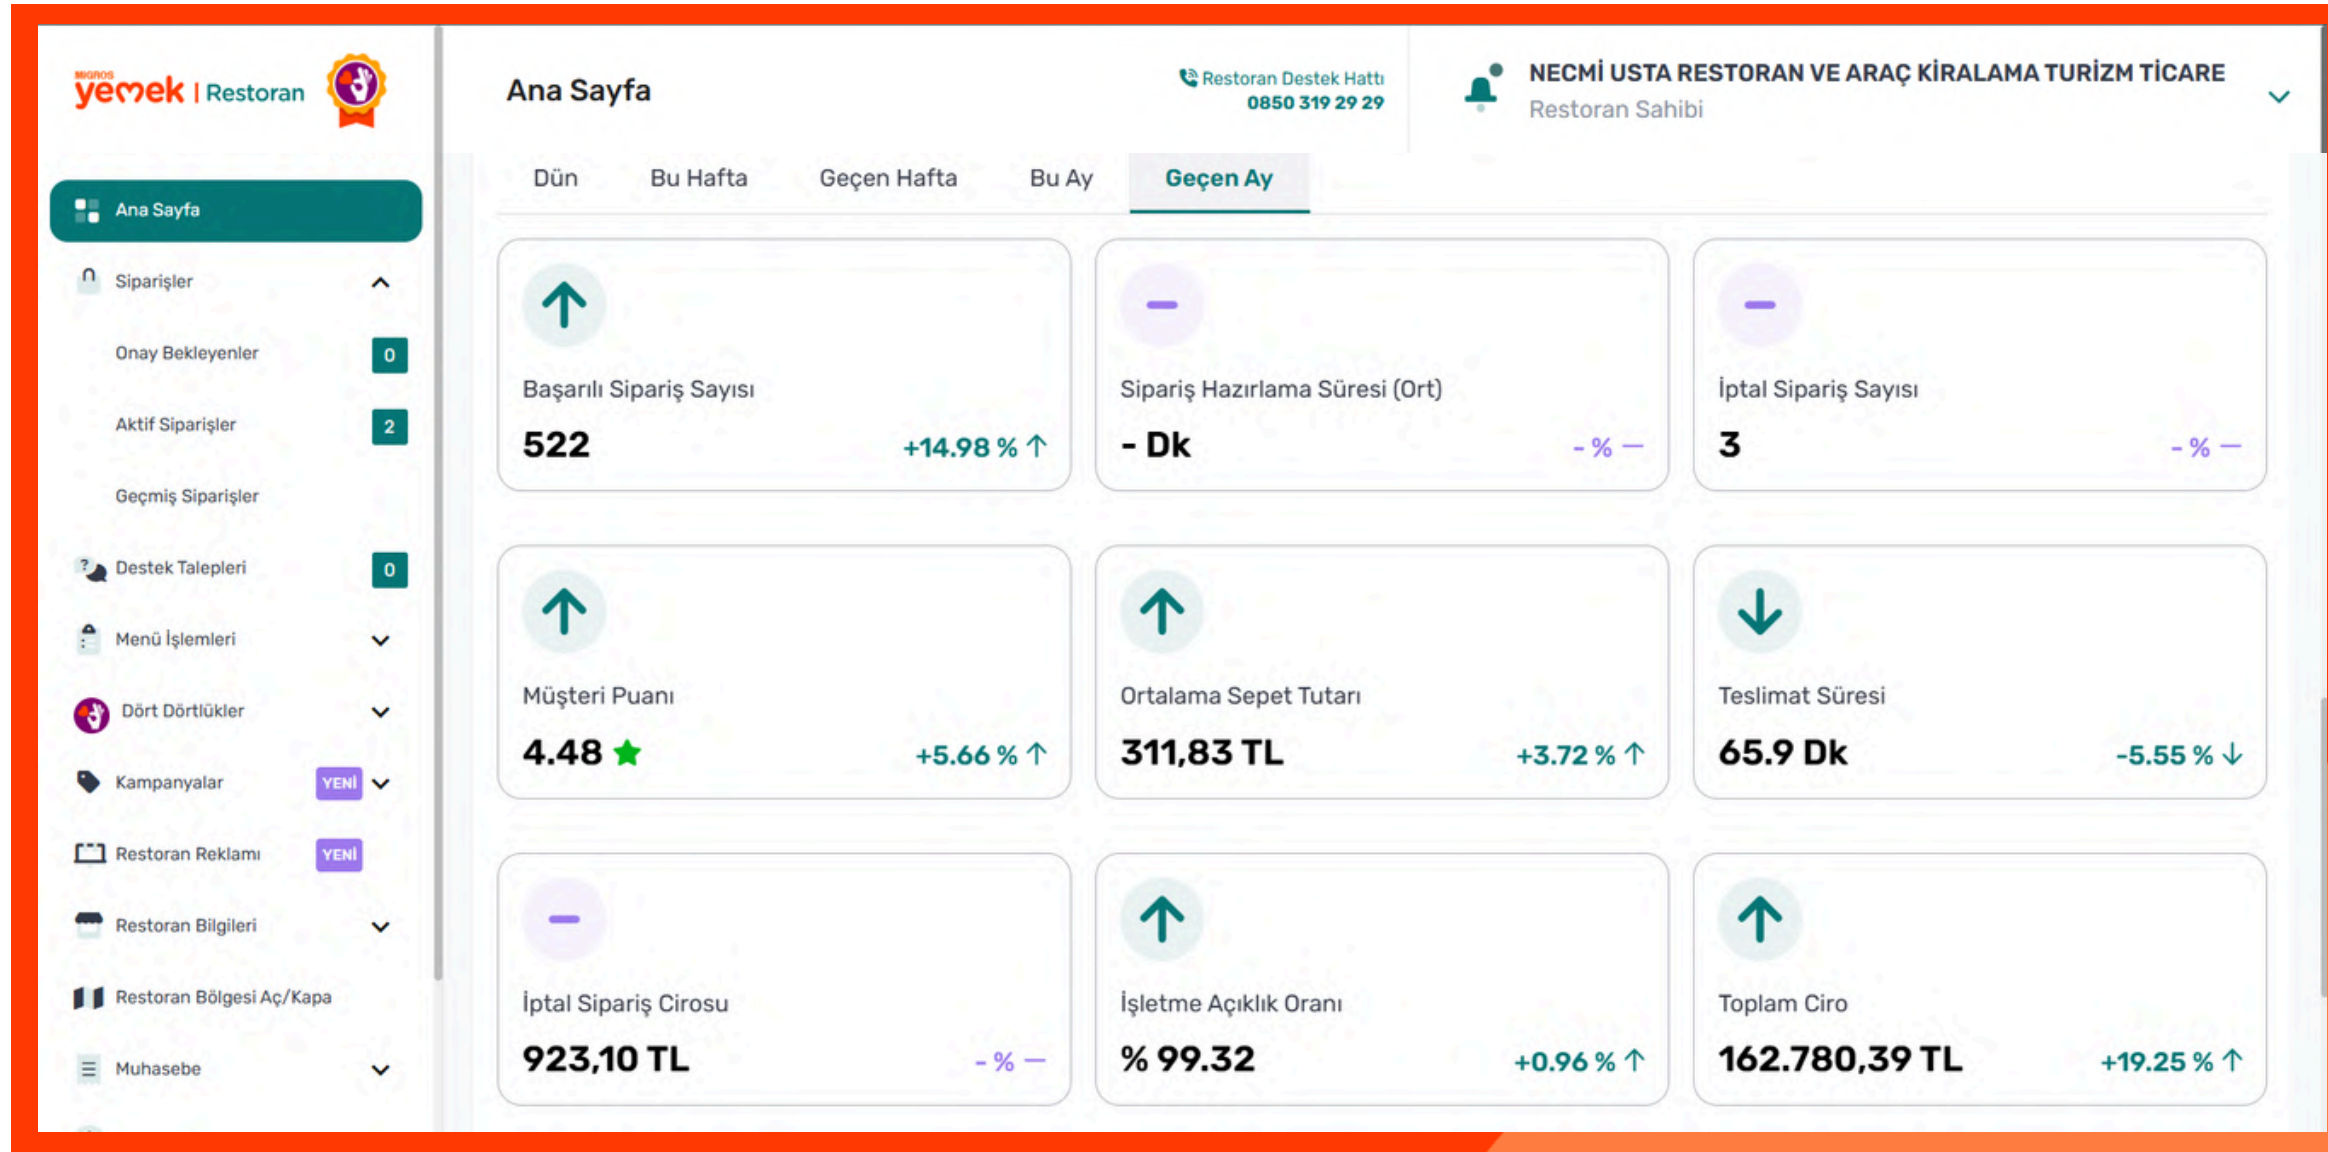 MIGROS
yemek | Restoran
Ana Sayfa
Restoran Destek Hattı
0850 319 29 29
NECMİ USTA RESTORAN VE ARAÇ KİRALAMA TURİZM TİCARE
Restoran Sahibi
Dün Bu Hafta Geçen Hafta Bu Ay Geçen Ay
Ana Sayfa
Siparişler
Onay Bekleyenler 0
Aktif Siparişler 2
Geçmiş Siparişler
Destek Talepleri 0
Menü İşlemleri
Dört Dörtlükler
Kampanyalar YENİ
Restoran Reklamı YENİ
Restoran Bilgileri
Restoran Bölgesi Aç/Kapa
Muhasebe
Başarılı Sipariş Sayısı
522 +14.98 % ↑
Sipariş Hazırlama Süresi (Ort)
- Dk - % —
İptal Sipariş Sayısı
3 - % —
Müşteri Puanı
4.48 ★ +5.66 % ↑
Ortalama Sepet Tutarı
311,83 TL +3.72 % ↑
Teslimat Süresi
65.9 Dk -5.55 % ↓
İptal Sipariş Cirosu
923,10 TL - % —
İşletme Açıklık Oranı
% 99.32 +0.96 % ↑
Toplam Ciro
162.780,39 TL +19.25 % ↑